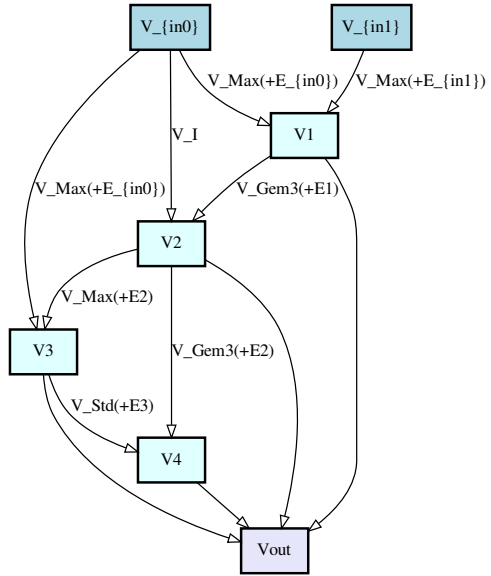 V_{in0}
V_{in1}
V_Max(+E_{in0})
V_Max(+E_{in1})
V_I
V1
V_Max(+E_{in0})
V_Gem3(+E1)
V2
V_Max(+E2)
V3
V_Gem3(+E2)
V_Std(+E3)
V4
Vout